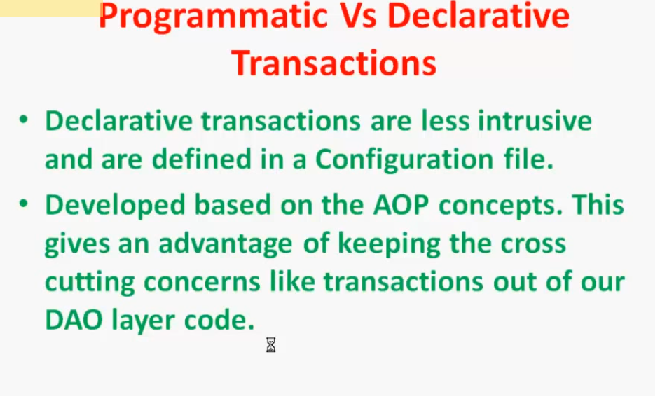 Programmatic Vs Declarative
Transactions
• Declarative transactions are less intrusive
and are defined in a Configuration file.
• Developed based on the AOP concepts. This
gives an advantage of keeping the cross
cutting concerns like transactions out of our
DAO layer code.